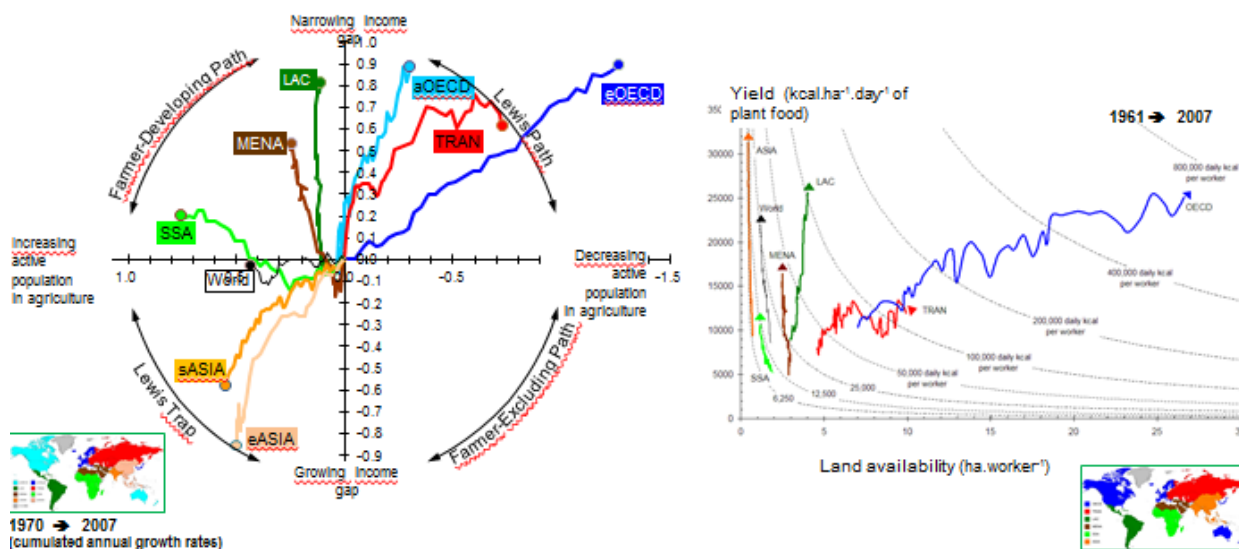 Narrowing Income
gap
1.0
0.9
0.8
0.7
0.6
0.5
0.4
0.3
0.2
0.1
-0.1
-0.2
-0.3
-0.4
-0.5
-0.6
-0.7
-0.8
-0.9
Growing Income
gap
LAC
aOECD
eOECD
MENA
TRAN
SSA
World
sASIA
eASIA
Farmer-Developing Path
Lewis Path
Lewis Trap
Farmer-Excluding Path
Increasing
active
population
in agriculture
1.0
0.5
0.0
-0.5
-1.5
Decreasing
active
population
in agriculture
1970 ➔ 2007
(cumulated annual growth rates)
Yield (kcal.ha⁻¹.day⁻¹ of
plant food)
1961 ➔ 2007
30000
25000
20000
15000
10000
5000
0
0
5
10
15
20
25
ASIA
World
MENA
LAC
SSA
TRAN
OECD
800,000 daily kcal
per worker
400,000 daily kcal
per worker
200,000 daily kcal
per worker
100,000 daily kcal
per worker
50,000 daily kcal
per worker
25,000
12,500
6,250
Land availability (ha.worker⁻¹)